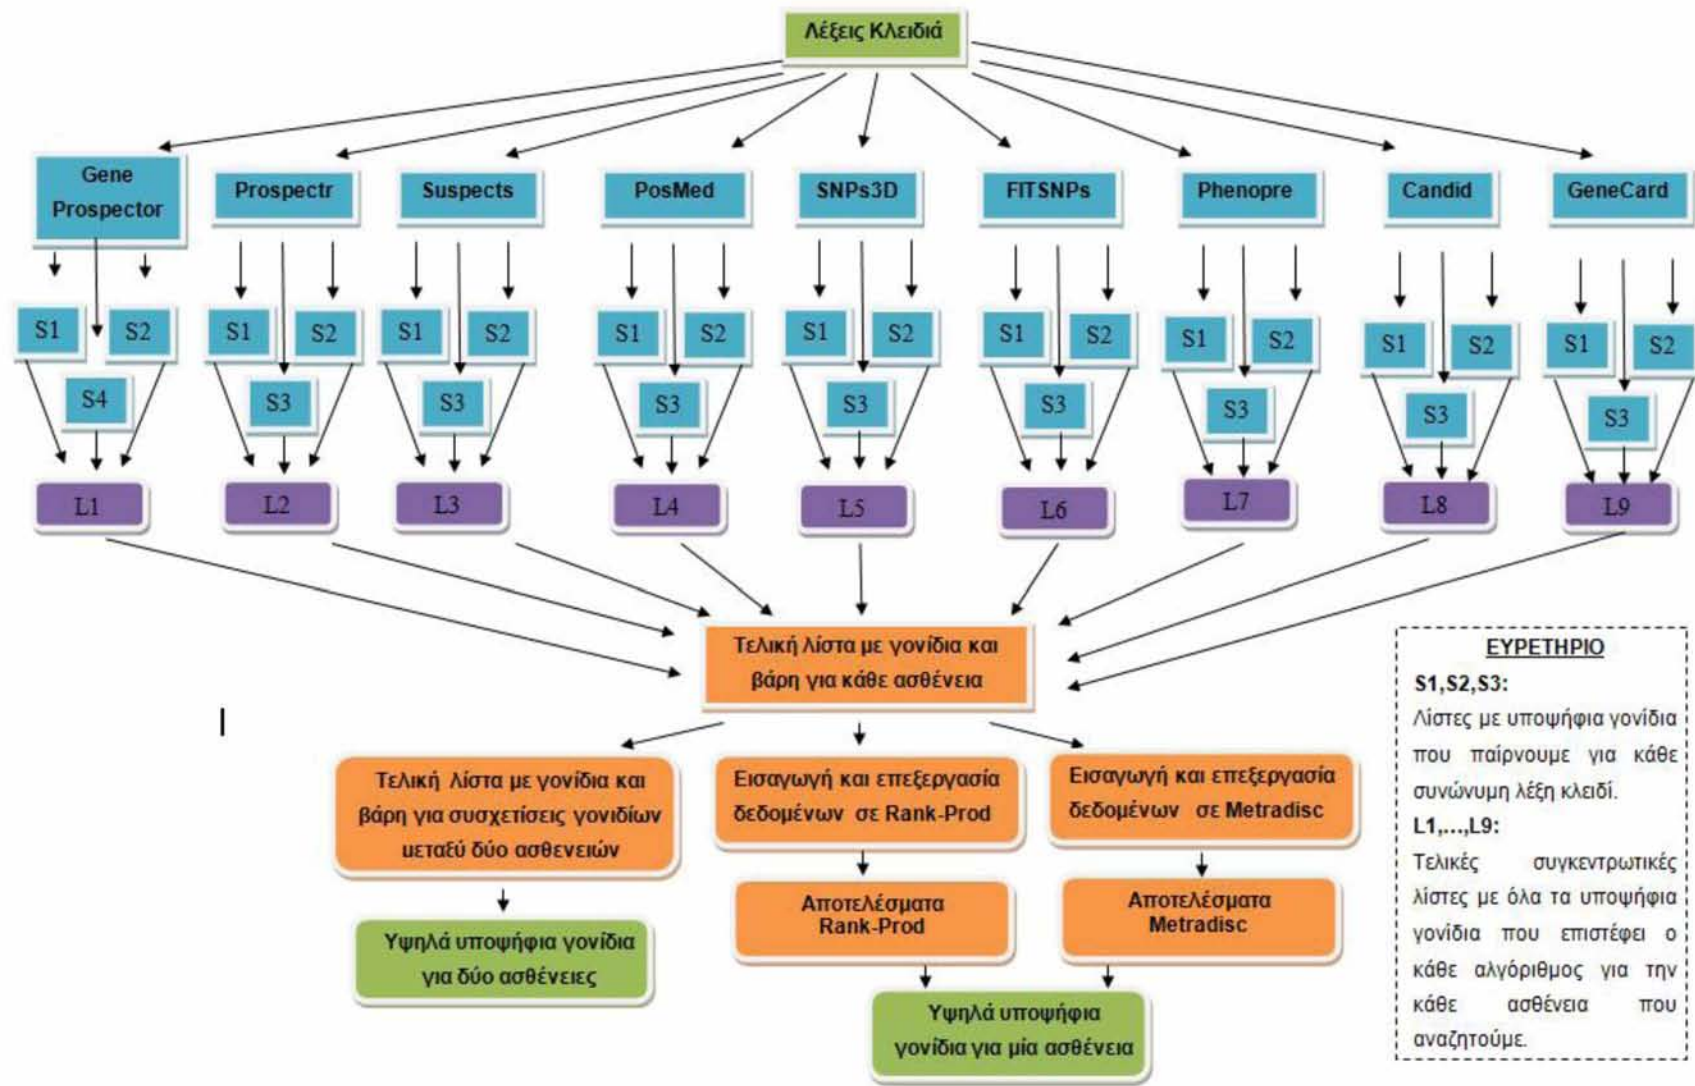 Λέξεις Κλειδιά
Gene
Prospector
Prospectr
Suspects
PosMed
SNPs3D
FITSNPs
Phenopre
Candid
GeneCard
S1 S2 S1 S2 S1 S2 S1 S2 S1 S2 S1 S2 S1 S2 S1 S2 S1 S2
S4 S3 S3 S3 S3 S3 S3 S3 S3
L1 L2 L3 L4 L5 L6 L7 L8 L9
Τελική λίστα με γονίδια και
βάρη για κάθε ασθένεια
Τελική λίστα με γονίδια και
βάρη για συσχετίσεις γονιδίων
μεταξύ δύο ασθενειών
Εισαγωγή και επεξεργασία
δεδομένων σε Rank-Prod
Εισαγωγή και επεξεργασία
δεδομένων σε Metradisc
Αποτελέσματα
Rank-Prod
Αποτελέσματα
Metradisc
Υψηλά υποψήφια γονίδια
για δύο ασθένειες
Υψηλά υποψήφια
γονίδια για μία ασθένεια
ΕΥΡΕΤΗΡΙΟ
S1,S2,S3:
Λίστες με υποψήφια γονίδια
που παίρνουμε για κάθε
συνώνυμη λέξη κλειδί.
L1,...,L9:
Τελικές συγκεντρωτικές
λίστες με όλα τα υποψήφια
γονίδια που επιστέφει ο
κάθε αλγόριθμος για την
κάθε ασθένεια που
αναζητούμε.